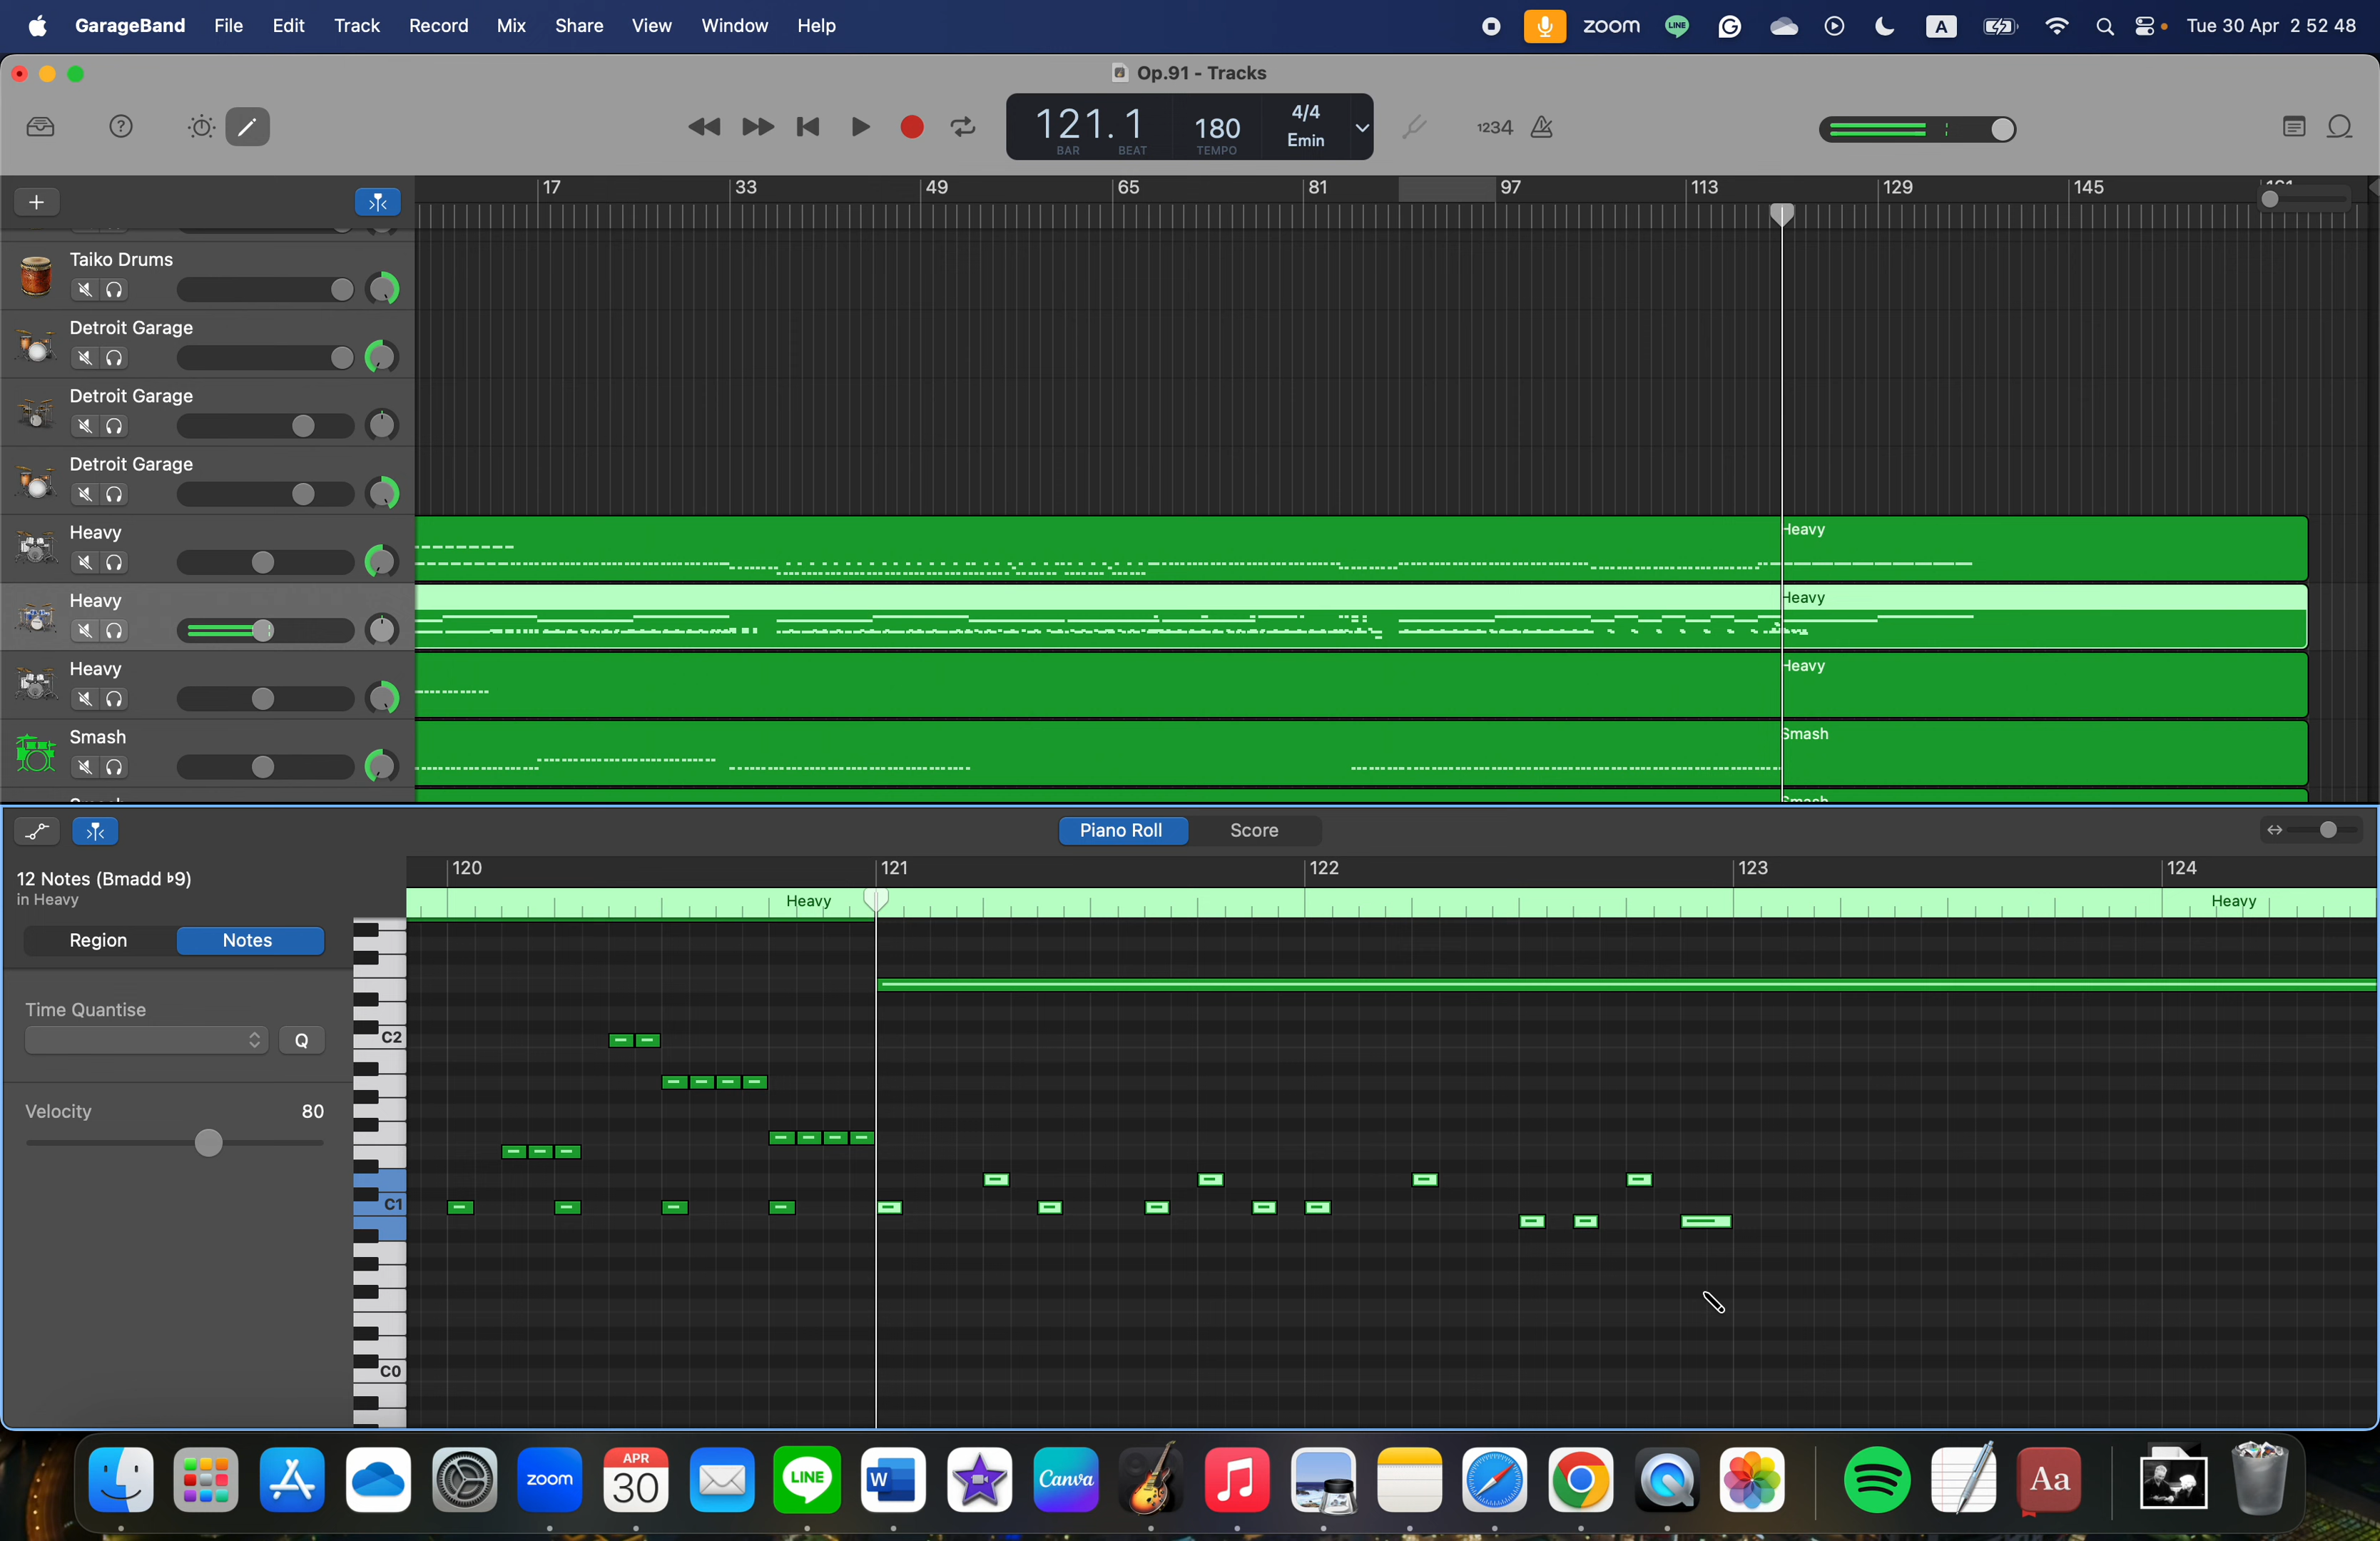 GarageBand File Edit Track Record Mix Share View Window Help
zoom LINE A Tue 30 Apr 2 52 48
Op.91 - Tracks
121.1 180 4/4
Emin
BAR BEAT TEMPO
1234
17 33 49 65 81 97 113 129 145
Taiko Drums
Detroit Garage
Detroit Garage
Detroit Garage
Heavy
Heavy
Heavy
Heavy
Heavy
Heavy
Smash
Smash
Smash
Smash
Piano Roll Score
120 121 122 123 124
12 Notes (Bmadd ♭9)
in Heavy
Heavy Heavy
Region Notes
Time Quantise
Q
C2
Velocity 80
C1
C0
zoom APR
30
LINE
W
Canva
Aa